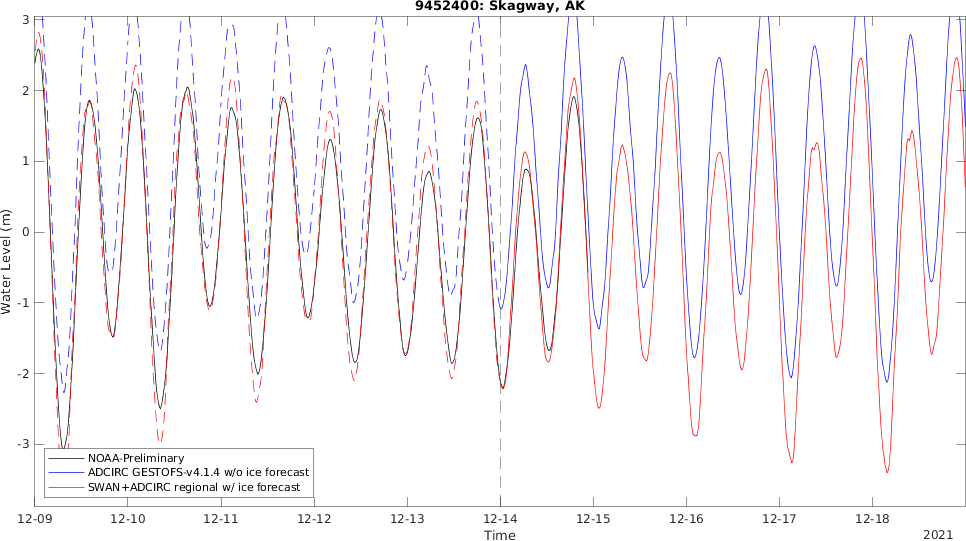 9452400: Skagway, AK
3
2
1
0
-1
-2
-3
Water Level (m)
NOAA-Preliminary
ADCIRC GESTOFS-v4.1.4 w/o ice forecast
SWAN+ADCIRC regional w/ ice forecast
12-09 12-10 12-11 12-12 12-13 12-14 12-15 12-16 12-17 12-18
Time
2021